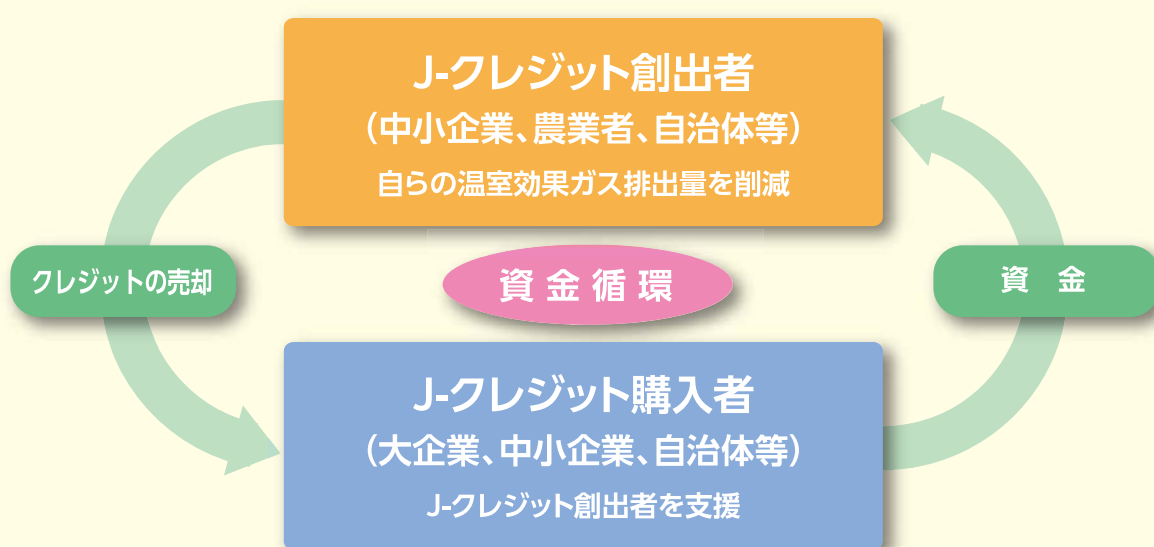 J-クレジット創出者
（中小企業、農業者、自治体等）
自らの温室効果ガス排出量を削減
クレジットの売却
資金循環
資　金
J-クレジット購入者
（大企業、中小企業、自治体等）
J-クレジット創出者を支援